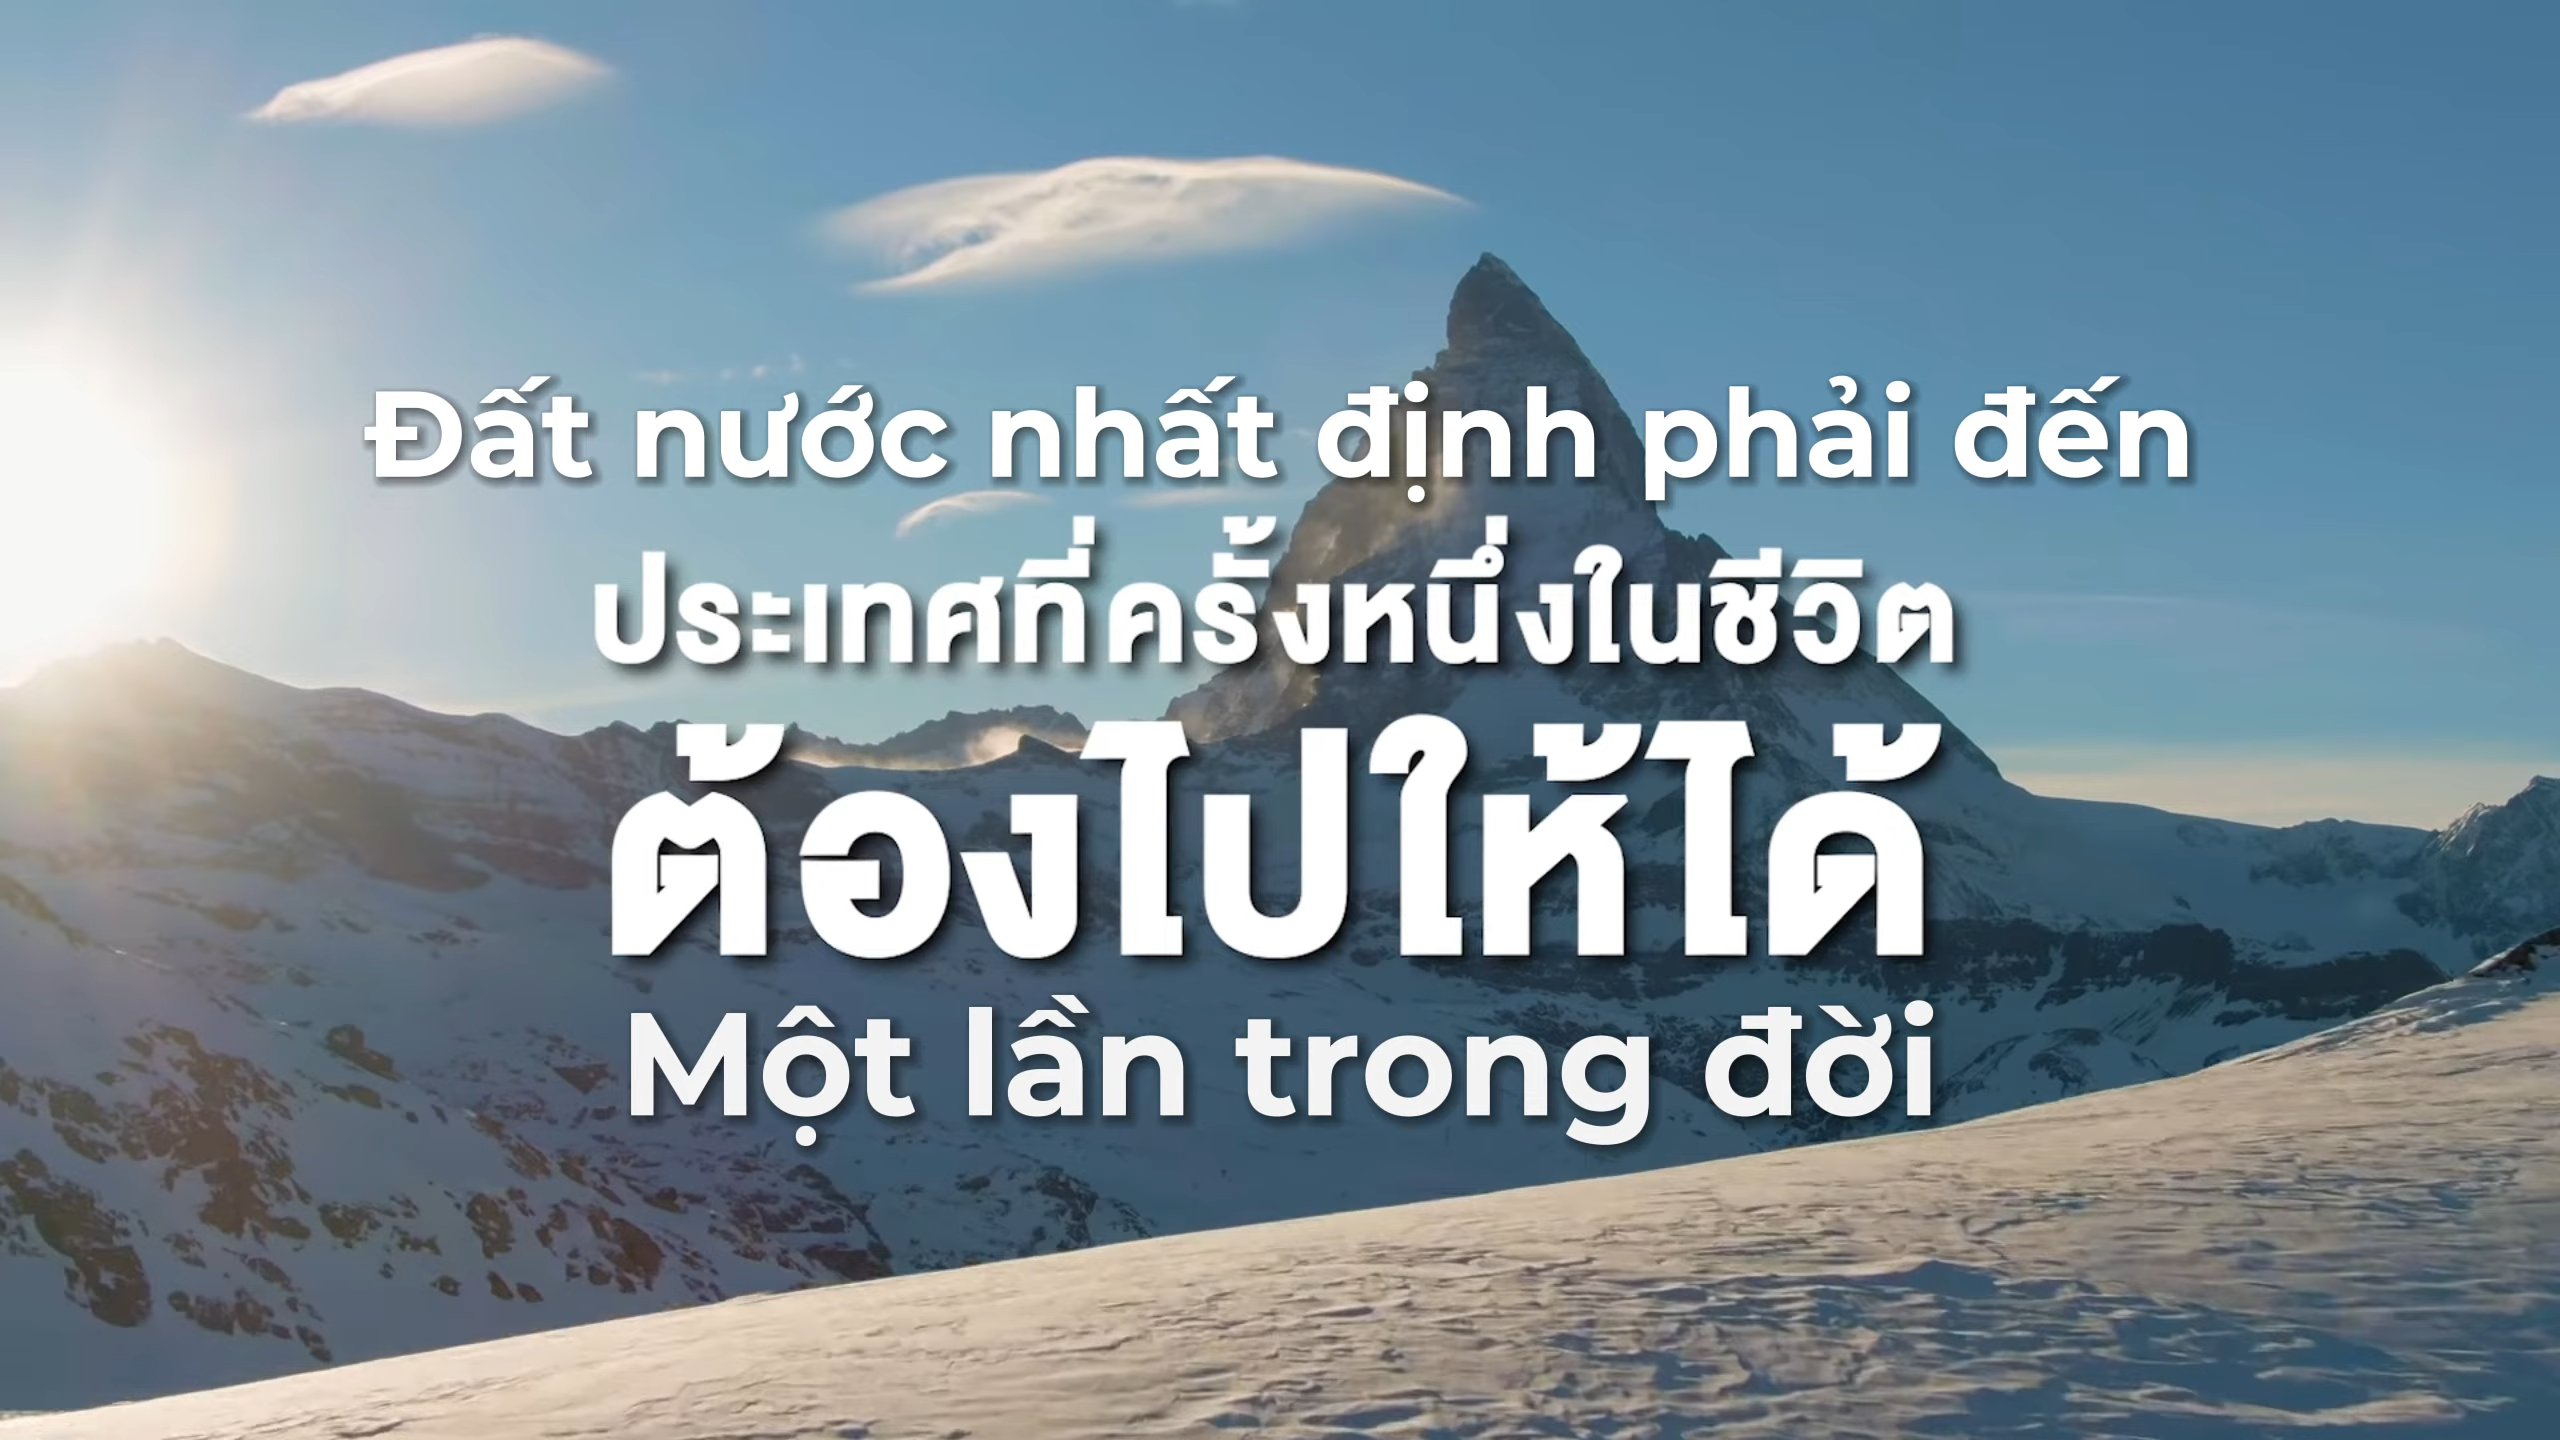 Đất nước nhất định phải đến
ประเทศที่ครั้งหนึ่งในชีวิต
ต้องไปให้ได้
Một lần trong đời